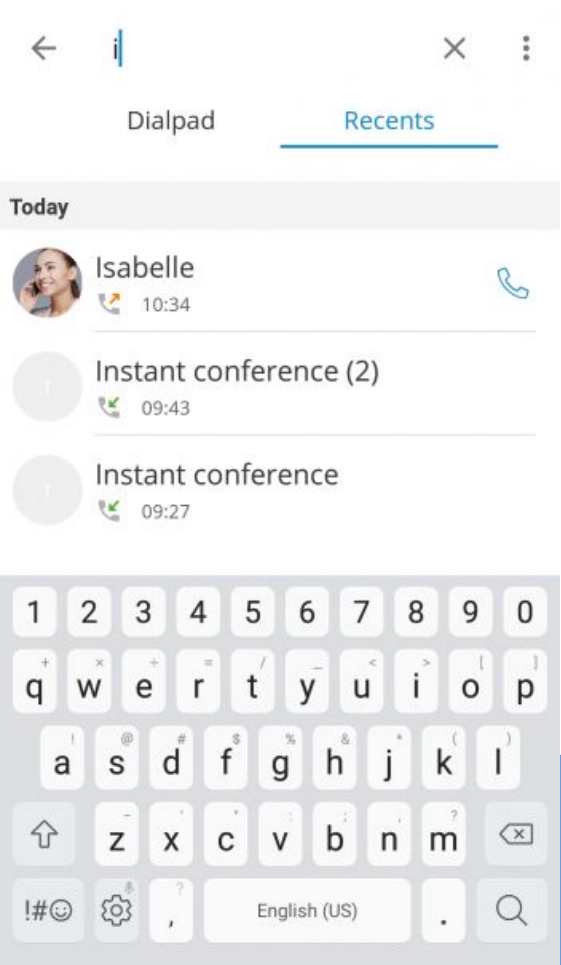 i
Dialpad Recents
Today
Isabelle
10:34
Instant conference (2)
09:43
Instant conference
09:27
1 2 3 4 5 6 7 8 9 0
+ × ÷ = / _ < > [ ]
q w e r t y u i o p
! @ # $ % & * ( )
a s d f g h j k l
- ' " : ; , ?
z x c v b n m
!#☺ , ? English (US) .